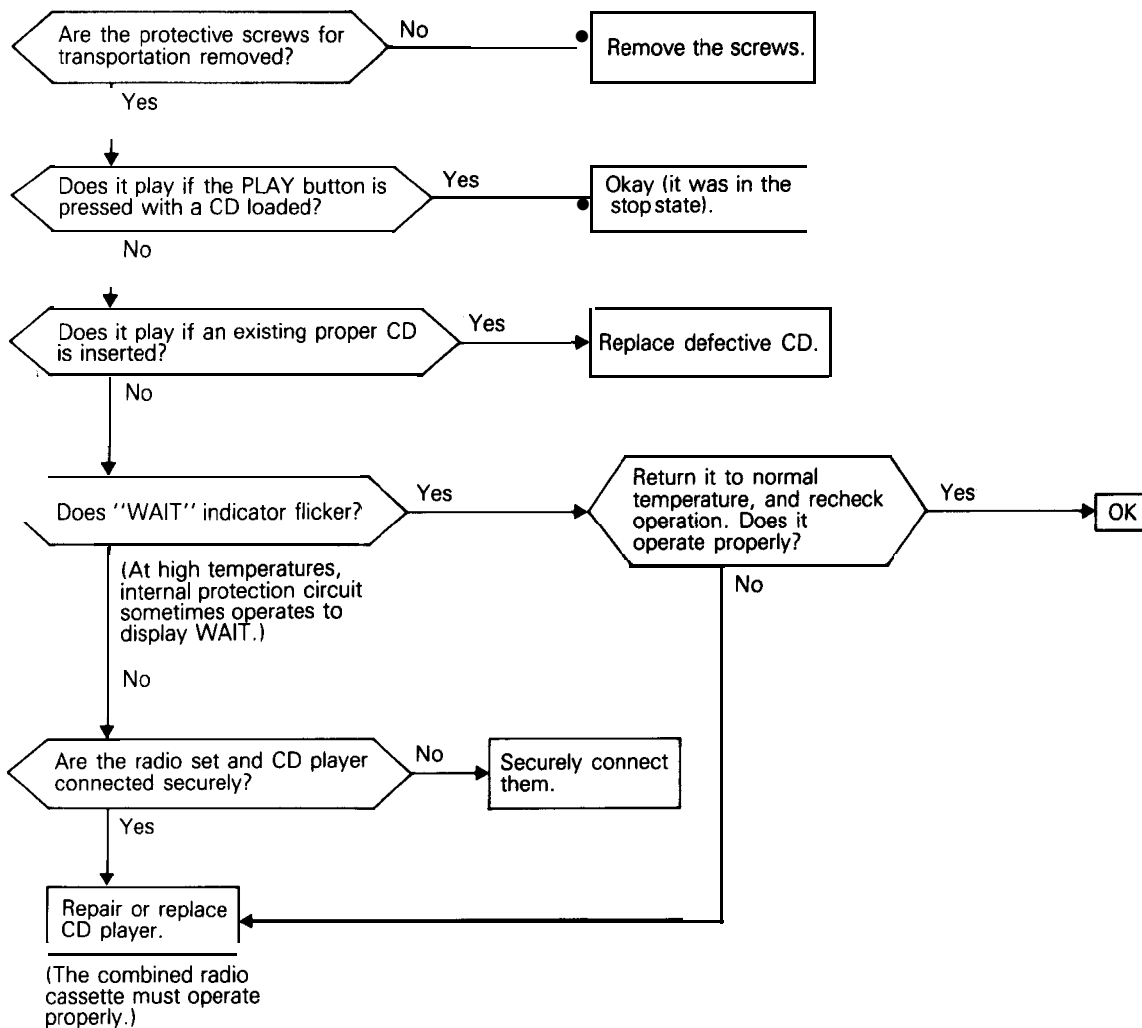 Are the protective screws for
transportation removed?
No
Remove the screws.
Yes
Does it play if the PLAY button is
pressed with a CD loaded?
Yes
Okay (it was in the
stop state).
No
Does it play if an existing proper CD
is inserted?
Yes
Replace defective CD.
No
Does "WAIT" indicator flicker?
Yes
Return it to normal
temperature, and recheck
operation. Does it
operate properly?
Yes
OK
(At high temperatures,
internal protection circuit
sometimes operates to
display WAIT.)
No
No
Are the radio set and CD player
connected securely?
No
Securely connect
them.
Yes
Repair or replace
CD player.
(The combined radio
cassette must operate
properly.)